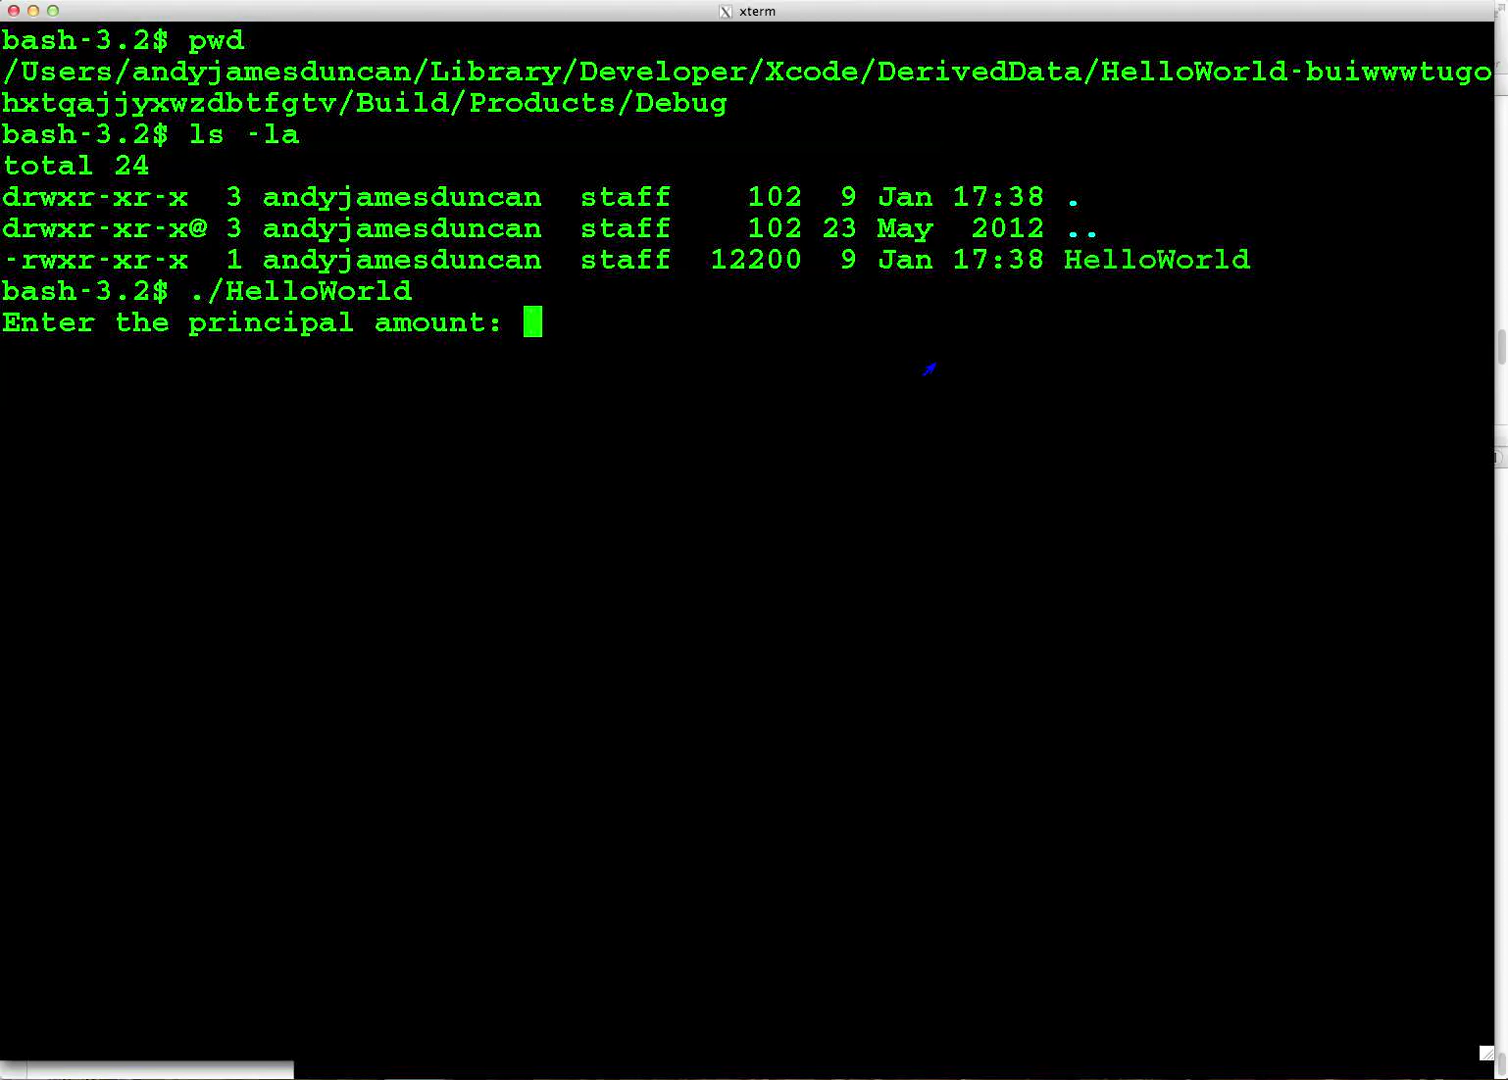 xterm
bash-3.2$ pwd
/Users/andyjamesduncan/Library/Developer/Xcode/DerivedData/HelloWorld-buiwwwtugo
hxtqajjyxwzdbtfgtv/Build/Products/Debug
bash-3.2$ ls -la
total 24
drwxr-xr-x  3 andyjamesduncan  staff    102  9 Jan 17:38 .
drwxr-xr-x@ 3 andyjamesduncan  staff    102 23 May  2012 ..
-rwxr-xr-x  1 andyjamesduncan  staff  12200  9 Jan 17:38 HelloWorld
bash-3.2$ ./HelloWorld
Enter the principal amount: